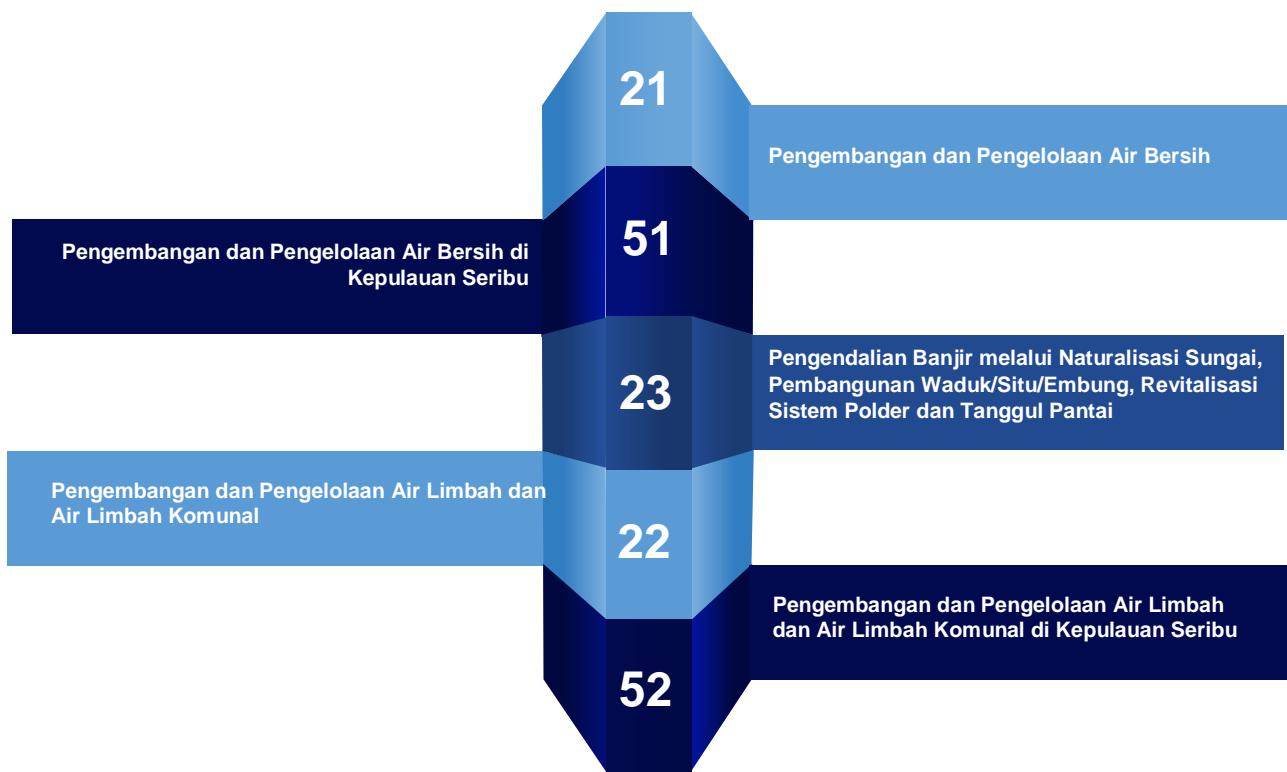 21
Pengembangan dan Pengelolaan Air Bersih
51
Pengembangan dan Pengelolaan Air Bersih di
Kepulauan Seribu
23
Pengendalian Banjir melalui Naturalisasi Sungai,
Pembangunan Waduk/Situ/Embung, Revitalisasi
Sistem Polder dan Tanggul Pantai
22
Pengembangan dan Pengelolaan Air Limbah dan
Air Limbah Komunal
52
Pengembangan dan Pengelolaan Air Limbah
dan Air Limbah Komunal di Kepulauan Seribu